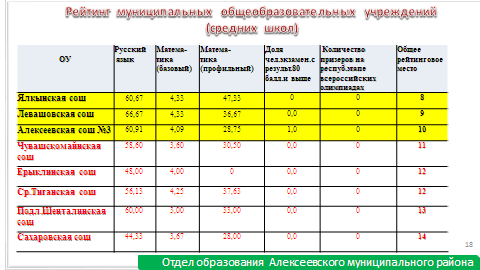 Рейтинг муниципальных общеобразовательных учреждений
(средних школ)
ОУ | Русский язык | Матема-тика (базовый) | Матема-тика (профильный) | Доля чел.экзамен.с результ.80 балл.и выше | Количество призеров на респуб.этапе всероссийских олимпиадах | Общее рейтинговое место
Ялкынская сош | 60,67 | 4,33 | 47,33 | 0 | 0 | 8
Левашовская сош | 66,67 | 4,33 | 36,67 | 0,0 | 0 | 9
Алексеевская сош №3 | 60,91 | 4,09 | 28,75 | 1,0 | 0 | 10
Чувашскомайнская сош | 58,60 | 3,60 | 30,50 | 0,0 | 0 | 11
Ерыклинская сош | 48,00 | 4,00 | 0 | 0,0 | 0 | 12
Ср.Тиганская сош | 56,13 | 4,25 | 37,63 | 0,0 | 0 | 12
Подл.Шенталинская сош | 60,00 | 3,00 | 33,00 | 0,0 | 0 | 13
Сахаровская сош | 44,33 | 3,67 | 28,00 | 0,0 | 0 | 14
18
Отдел образования Алексеевского муниципального района